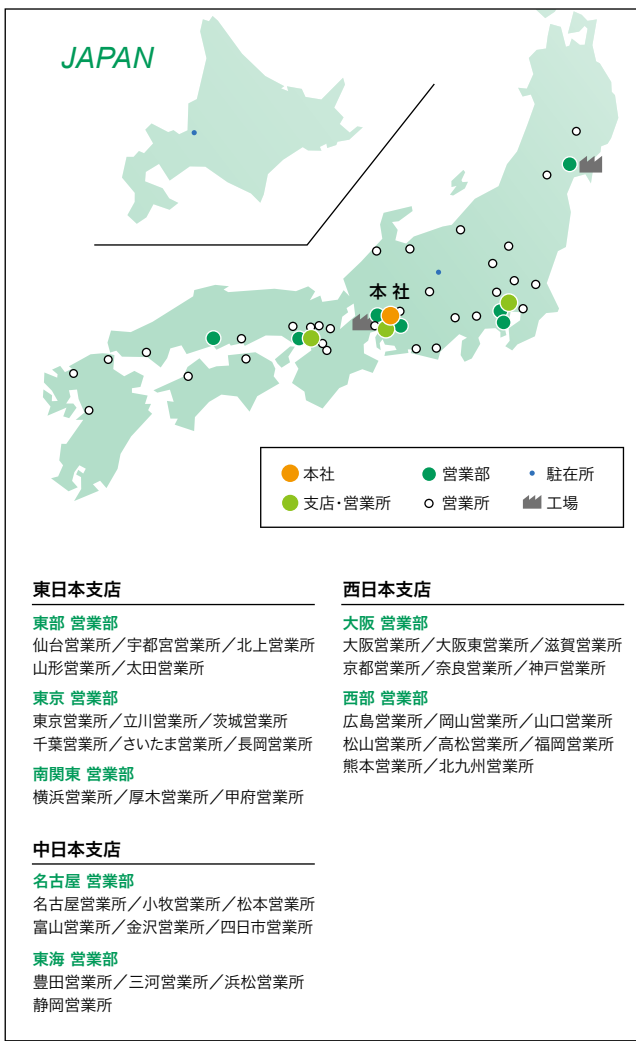 JAPAN
本 社
本社
営業部
駐在所
支店・営業所
営業所
工場
東日本支店
東部 営業部
仙台営業所／宇都宮営業所／北上営業所
山形営業所／太田営業所
東京 営業部
東京営業所／立川営業所／茨城営業所
千葉営業所／さいたま営業所／長岡営業所
南関東 営業部
横浜営業所／厚木営業所／甲府営業所
中日本支店
名古屋 営業部
名古屋営業所／小牧営業所／松本営業所
富山営業所／金沢営業所／四日市営業所
東海 営業部
豊田営業所／三河営業所／浜松営業所
静岡営業所
西日本支店
大阪 営業部
大阪営業所／大阪東営業所／滋賀営業所
京都営業所／奈良営業所／神戸営業所
西部 営業部
広島営業所／岡山営業所／山口営業所
松山営業所／高松営業所／福岡営業所
熊本営業所／北九州営業所